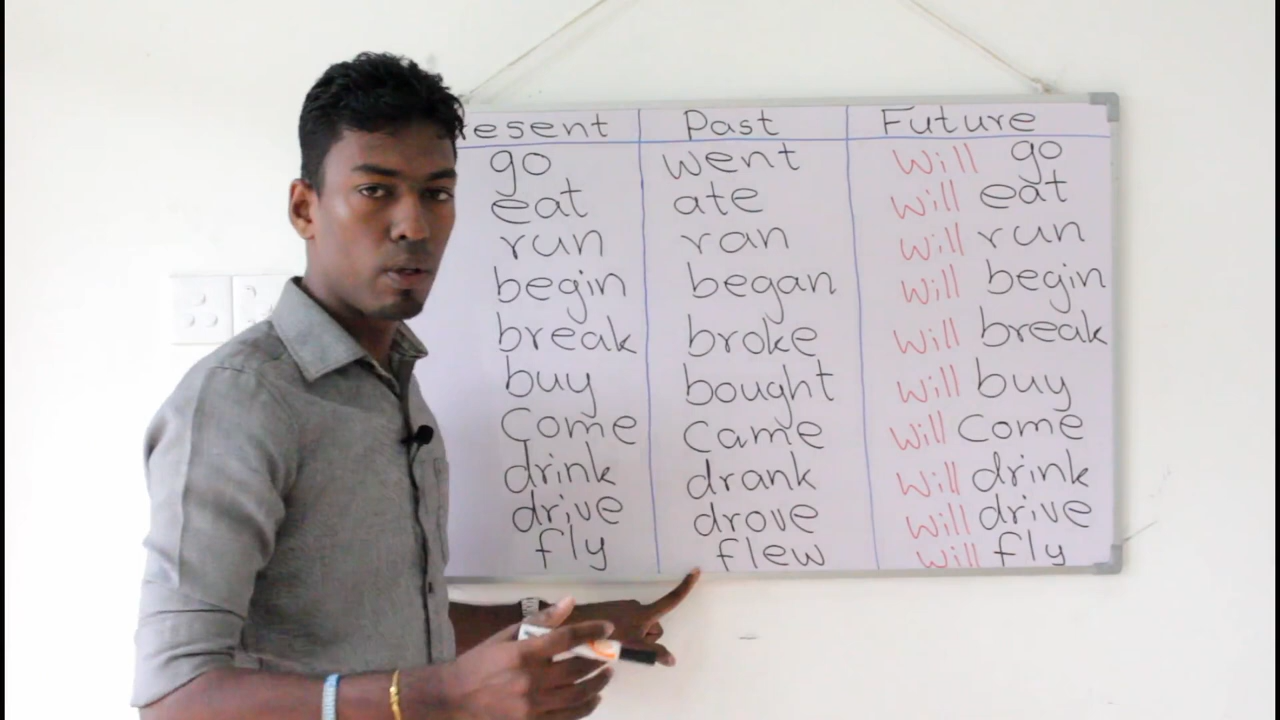 resent Past Future
go went will go
eat ate will eat
run ran will run
begin began will begin
break broke will break
buy bought will buy
Come Came will Come
drink drank will drink
drive drove will drive
fly flew will fly